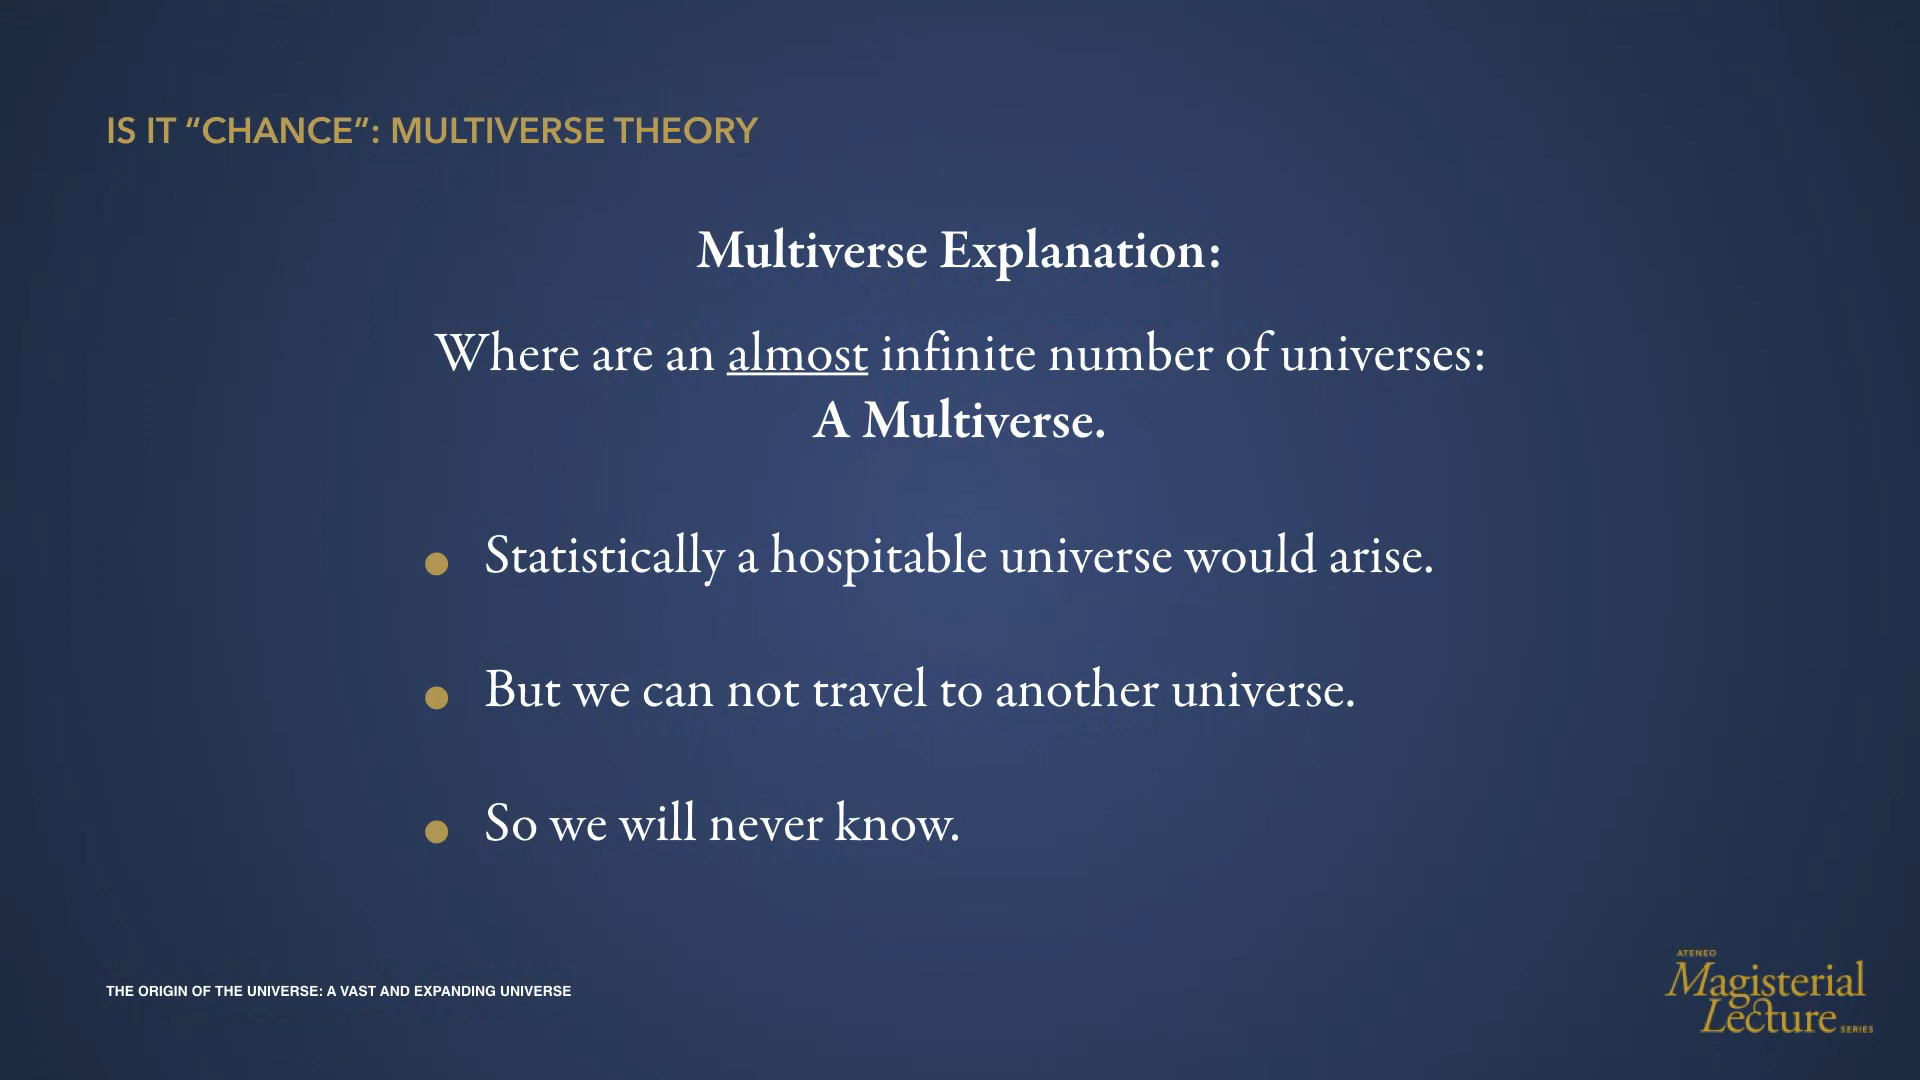 IS IT “CHANCE”: MULTIVERSE THEORY
Multiverse Explanation:
Where are an almost infinite number of universes:
A Multiverse.
Statistically a hospitable universe would arise.
But we can not travel to another universe.
So we will never know.
THE ORIGIN OF THE UNIVERSE: A VAST AND EXPANDING UNIVERSE
ATENEO
Magisterial
Lecture SERIES